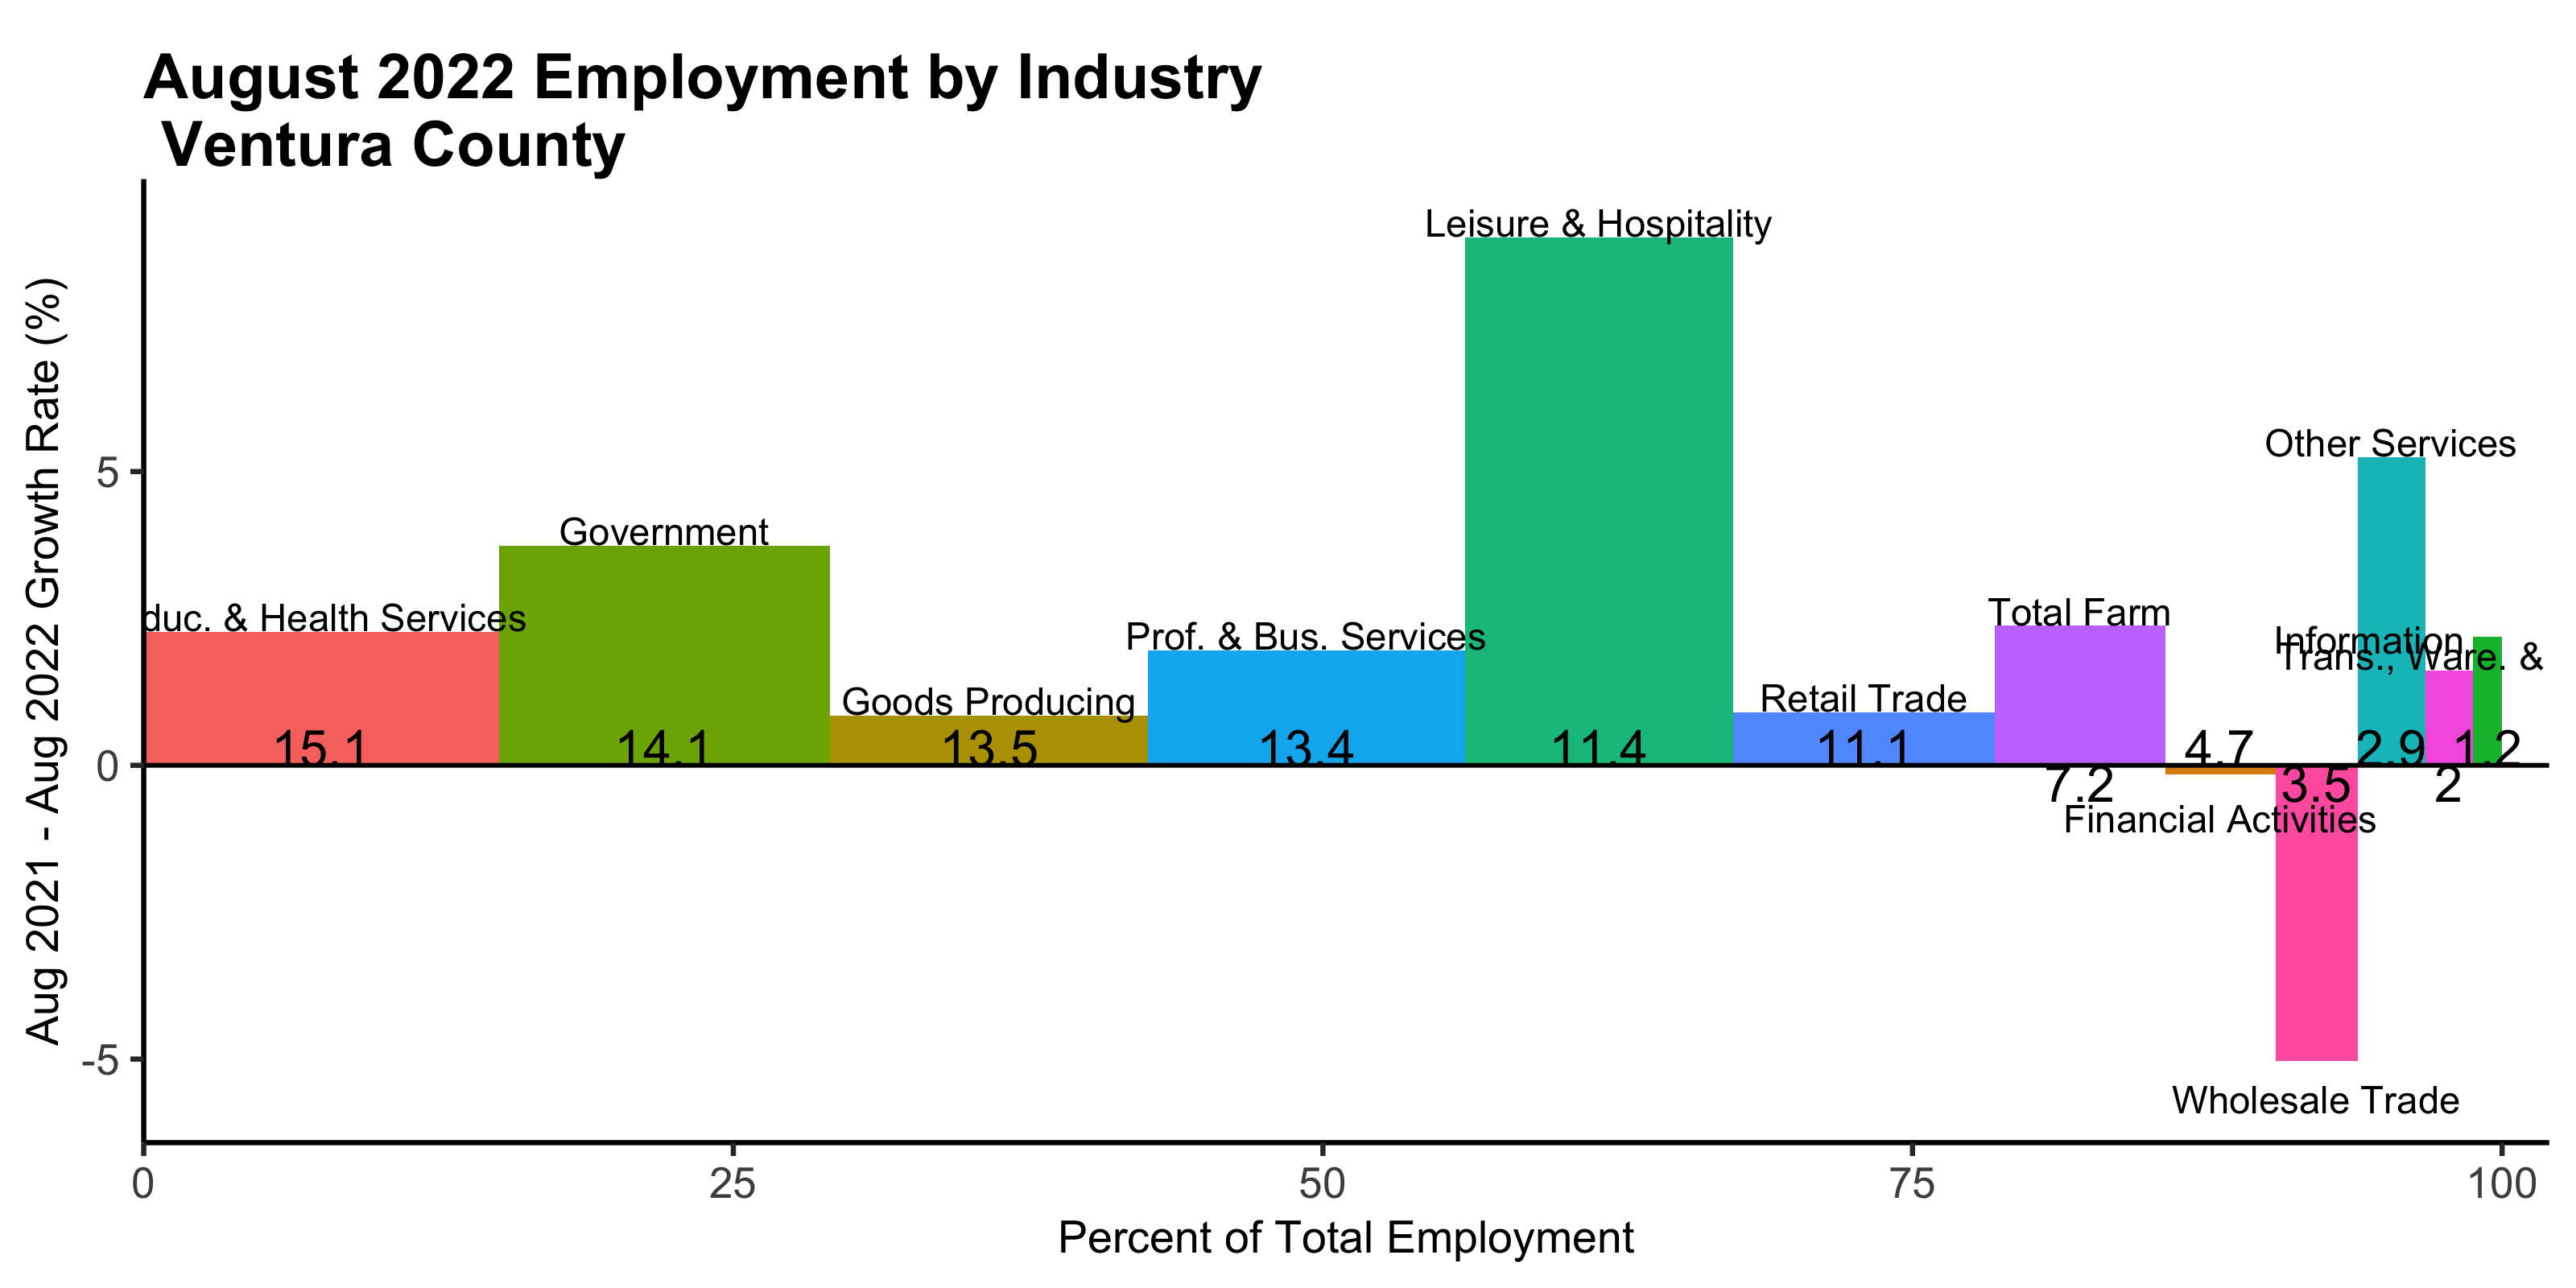 August 2022 Employment by Industry
Ventura County
Aug 2021 - Aug 2022 Growth Rate (%)
5
0
-5
Leisure & Hospitality
Other Services
Government
duc. & Health Services
Prof. & Bus. Services
Goods Producing
Retail Trade
Total Farm
Information
Trans., Ware. &
15.1
14.1
13.5
13.4
11.4
11.1
7.2
4.7
3.5
2.9
2
1.2
Financial Activities
Wholesale Trade
0
25
50
75
100
Percent of Total Employment